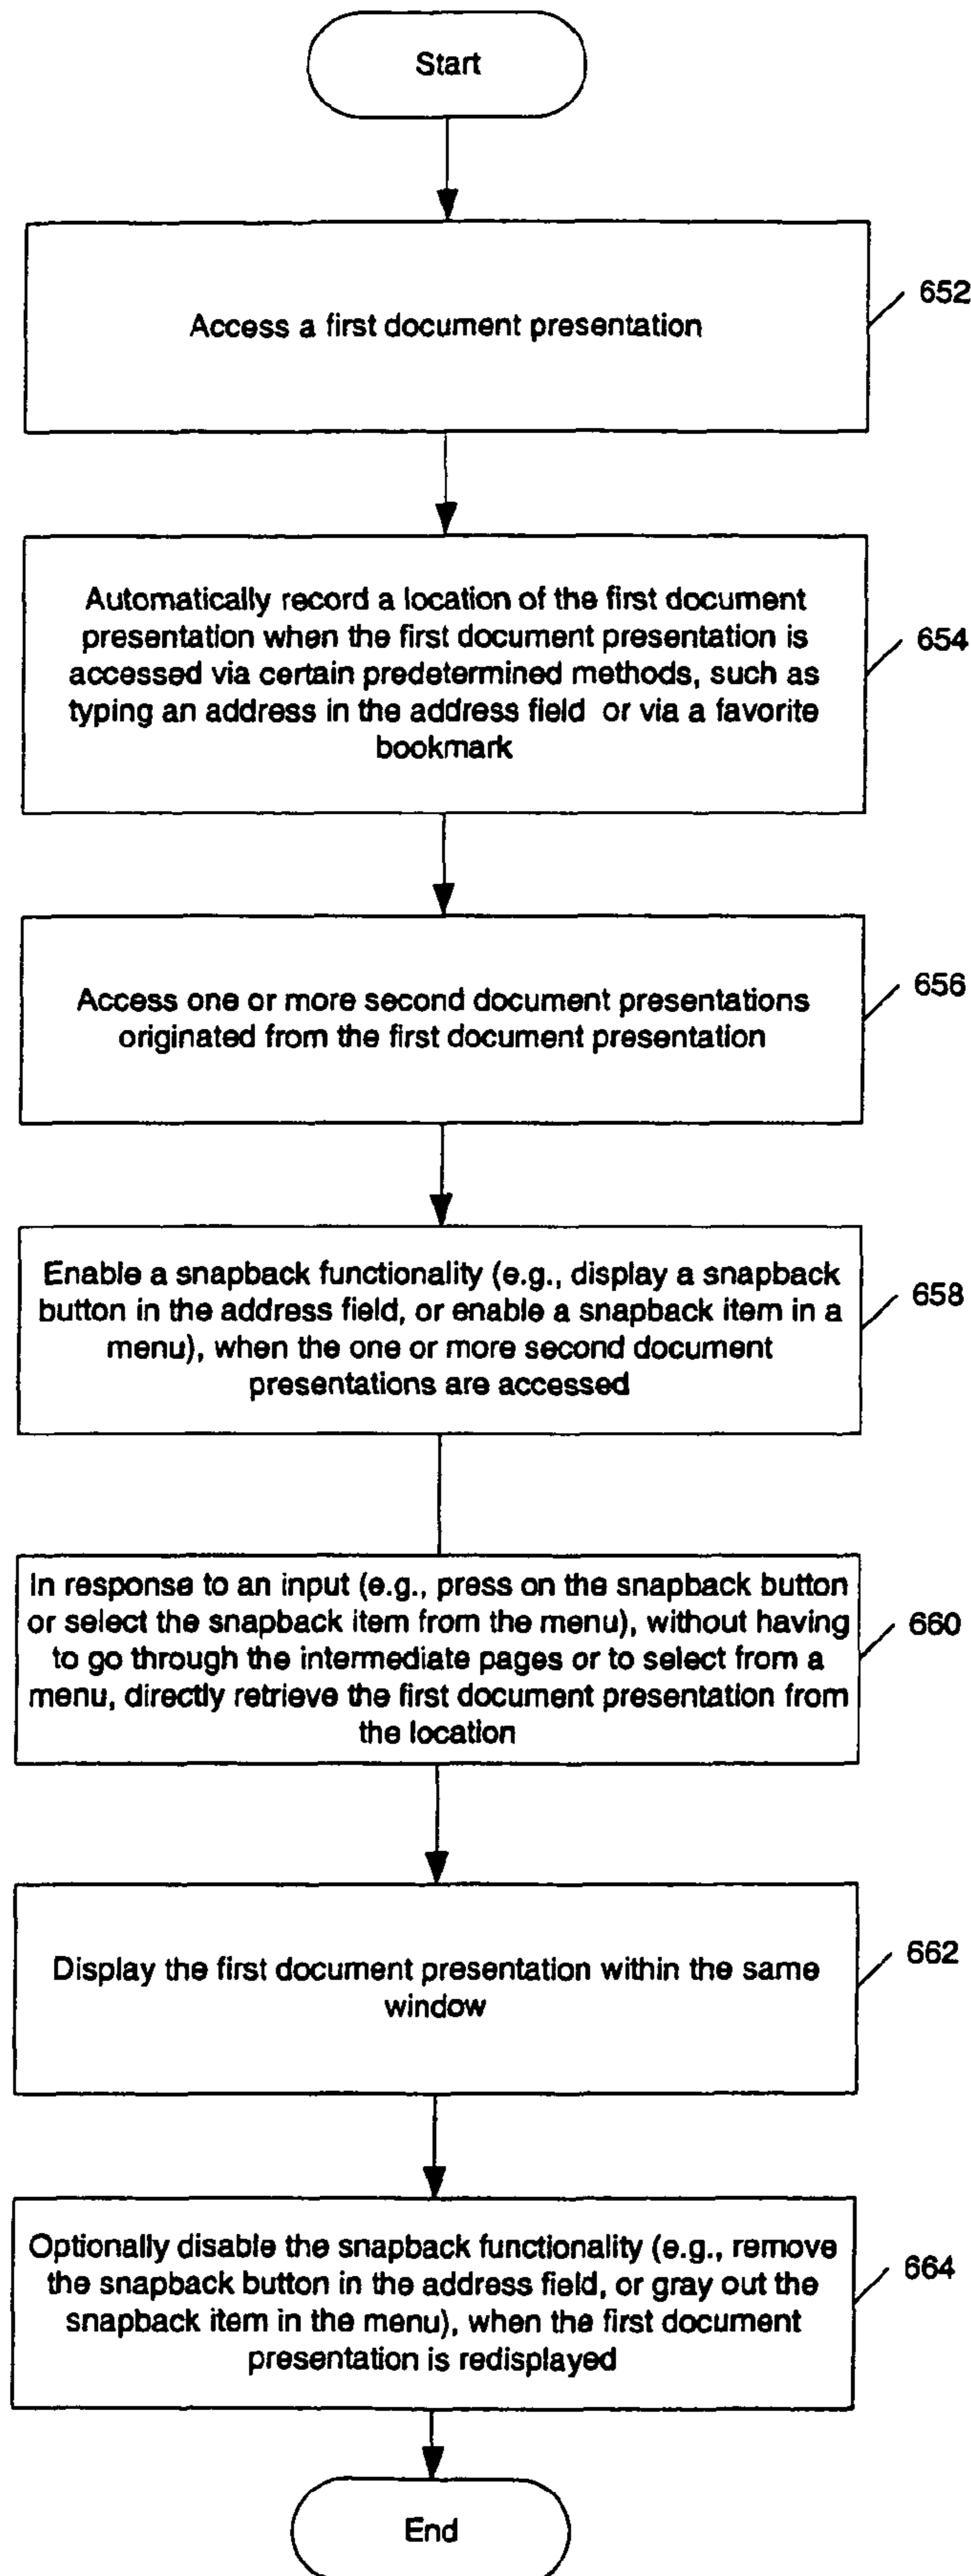 Start
652
Access a first document presentation
Automatically record a location of the first document
presentation when the first document presentation is
accessed via certain predetermined methods, such as
typing an address in the address field or via a favorite
bookmark
654
Access one or more second document presentations
originated from the first document presentation
656
Enable a snapback functionality (e.g., display a snapback
button in the address field, or enable a snapback item in a
menu), when the one or more second document
presentations are accessed
658
In response to an input (e.g., press on the snapback button
or select the snapback item from the menu), without having
to go through the intermediate pages or to select from a
menu, directly retrieve the first document presentation from
the location
660
Display the first document presentation within the same
window
662
Optionally disable the snapback functionality (e.g., remove
the snapback button in the address field, or gray out the
snapback item in the menu), when the first document
presentation is redisplayed
664
End